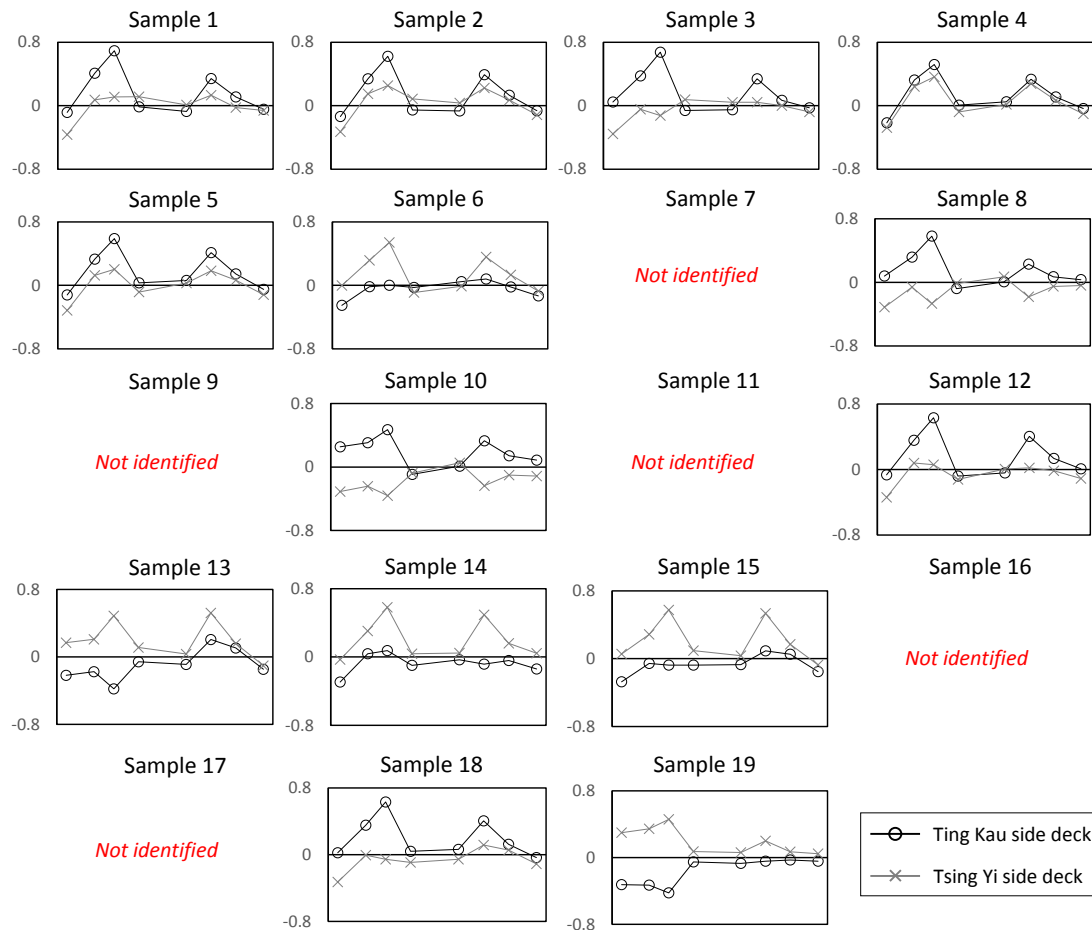 Sample 1
Sample 2
Sample 3
Sample 4
0.8
0.8
0.8
0.8
0
0
0
0
-0.8
-0.8
-0.8
-0.8
Sample 5
Sample 6
Sample 7
Sample 8
0.8
0.8
0.8
0
0
Not identified
0
-0.8
-0.8
-0.8
Sample 9
Sample 10
Sample 11
Sample 12
0.8
0.8
Not identified
0
Not identified
0
-0.8
-0.8
Sample 13
Sample 14
Sample 15
Sample 16
0.8
0.8
0.8
0
0
0
Not identified
-0.8
-0.8
-0.8
Sample 17
Sample 18
Sample 19
0.8
0.8
Not identified
0
0
-0.8
-0.8
Ting Kau side deck
Tsing Yi side deck